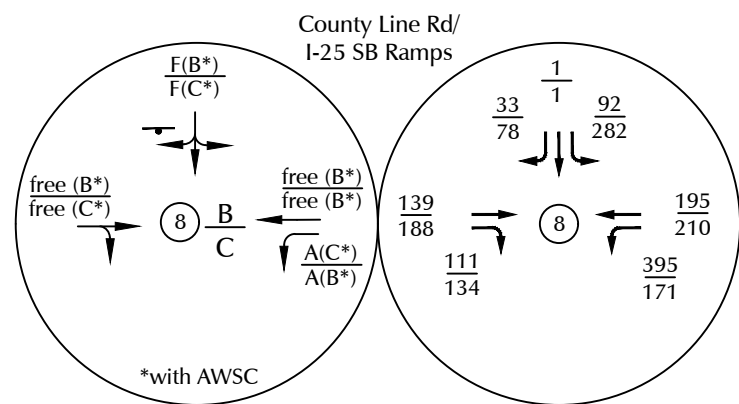 County Line Rd/
I-25 SB Ramps
F(B*)
F(C*)
free (B*)
free (C*)
8
B
C
free (B*)
free (B*)
A(C*)
A(B*)
*with AWSC
1
1
33
78
92
282
139
188
8
195
210
111
134
395
171